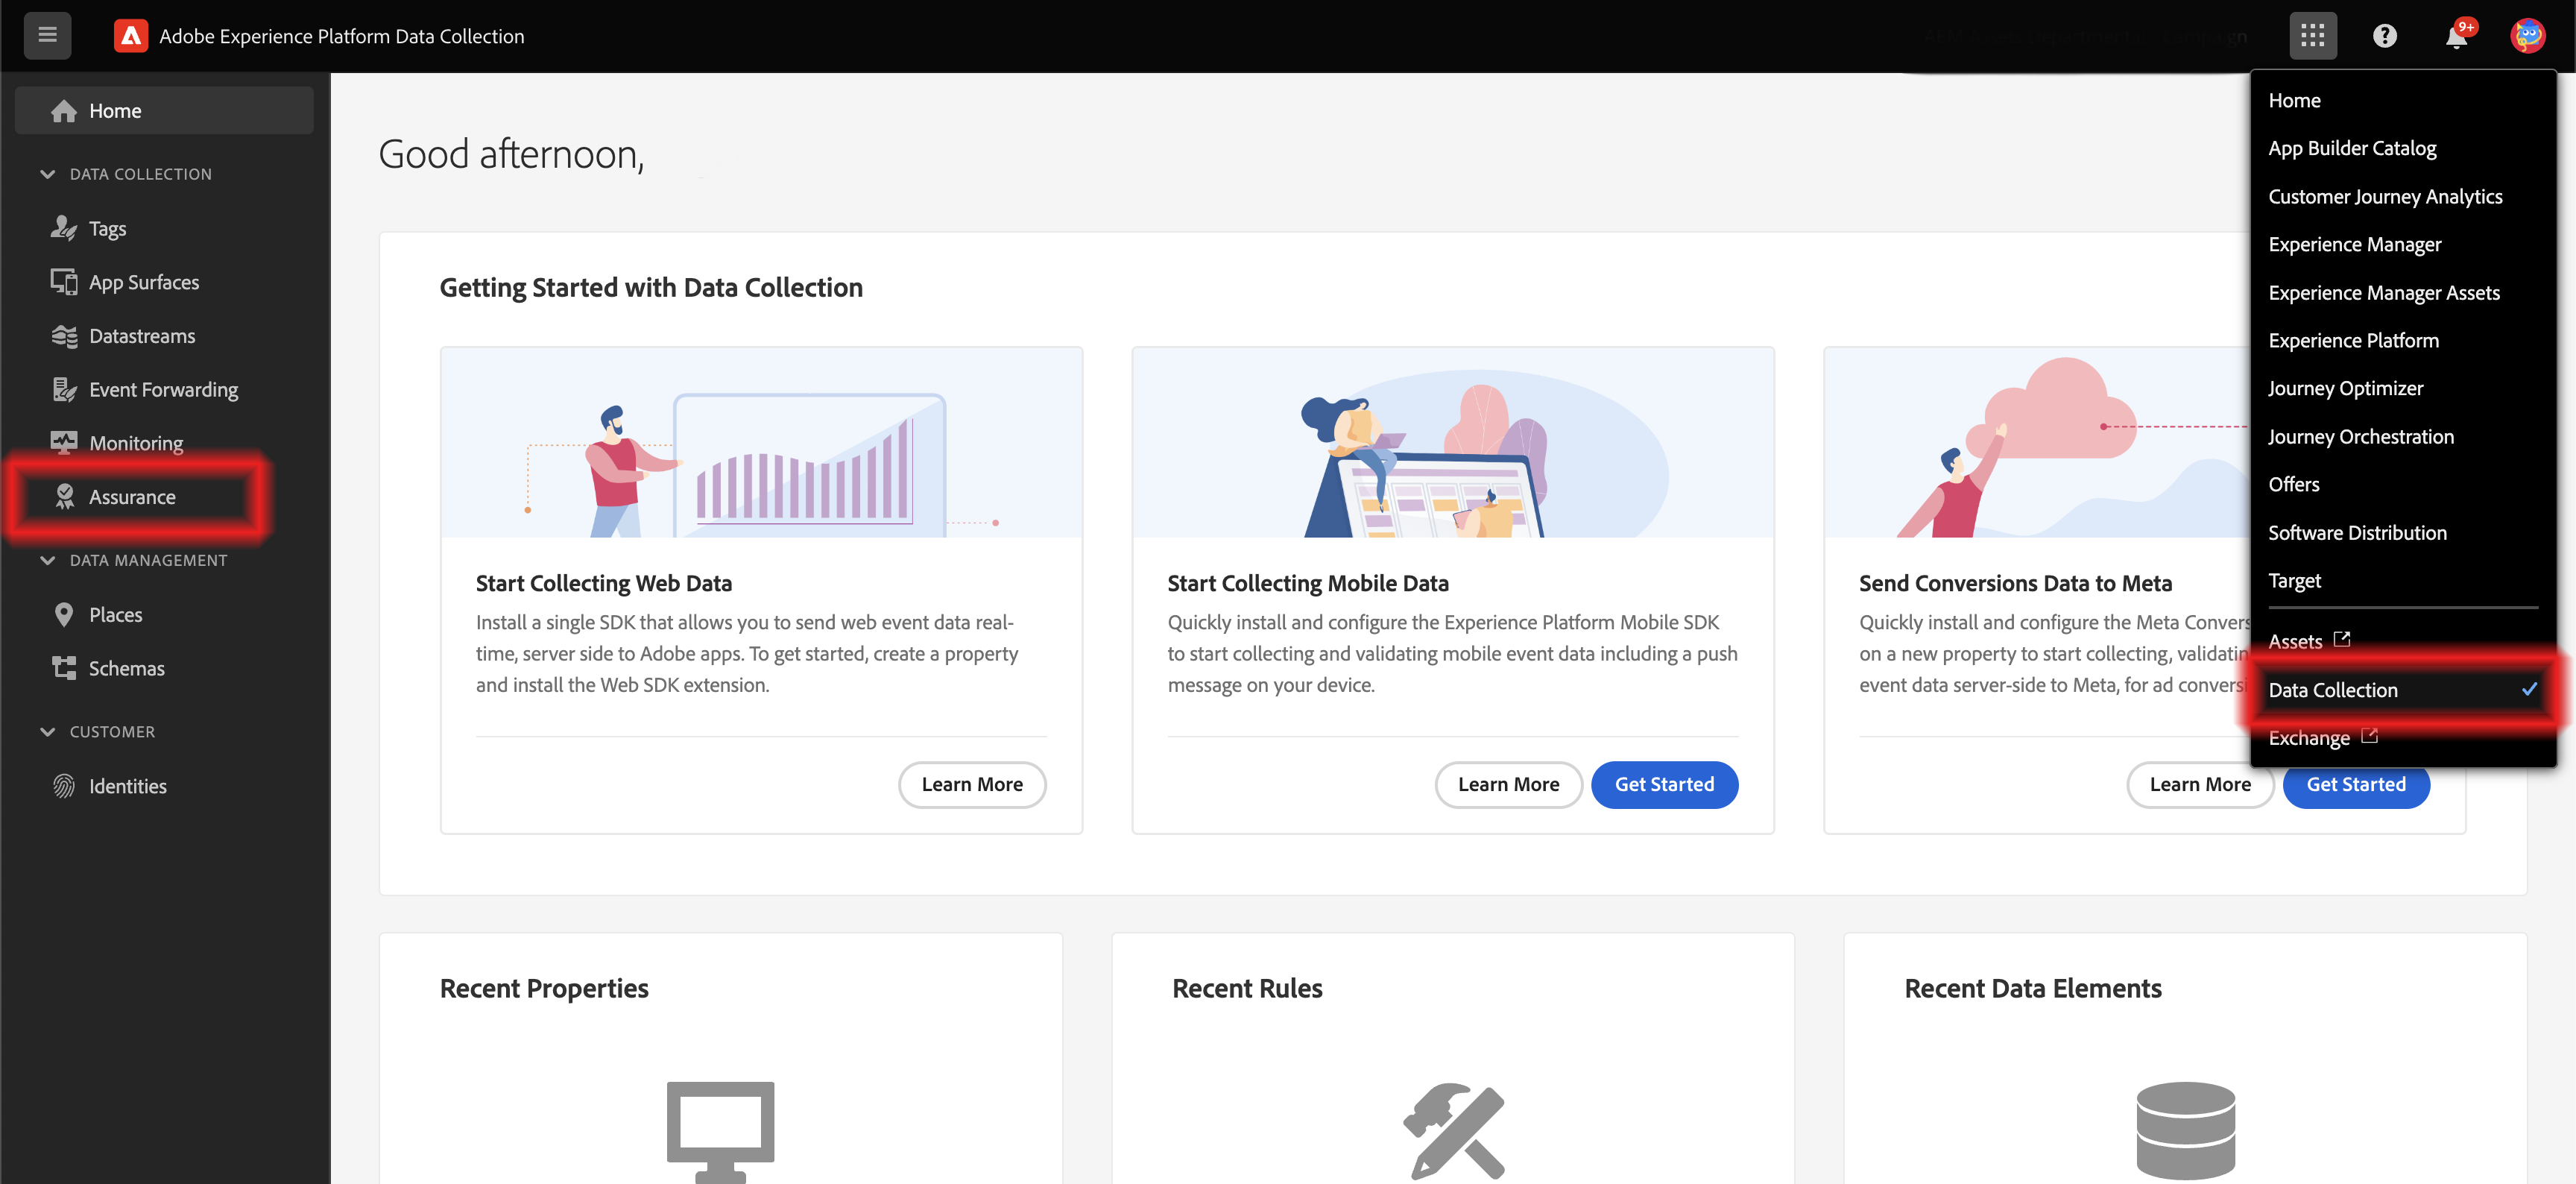 Adobe Experience Platform Data Collection
9+
Home
DATA COLLECTION
Tags
App Surfaces
Datastreams
Event Forwarding
Monitoring
Assurance
DATA MANAGEMENT
Places
Schemas
CUSTOMER
Identities
Good afternoon,
Getting Started with Data Collection
Start Collecting Web Data
Install a single SDK that allows you to send web event data real-
time, server side to Adobe apps. To get started, create a property
and install the Web SDK extension.
Learn More
Start Collecting Mobile Data
Quickly install and configure the Experience Platform Mobile SDK
to start collecting and validating mobile event data including a push
message on your device.
Learn More
Get Started
Send Conversions Data to Meta
Quickly install and configure the Meta Convers
on a new property to start collecting, validatin
event data server-side to Meta, for ad conversi
Learn More
Get Started
Home
App Builder Catalog
Customer Journey Analytics
Experience Manager
Experience Manager Assets
Experience Platform
Journey Optimizer
Journey Orchestration
Offers
Software Distribution
Target
Assets
Data Collection
Exchange
Recent Properties
Recent Rules
Recent Data Elements